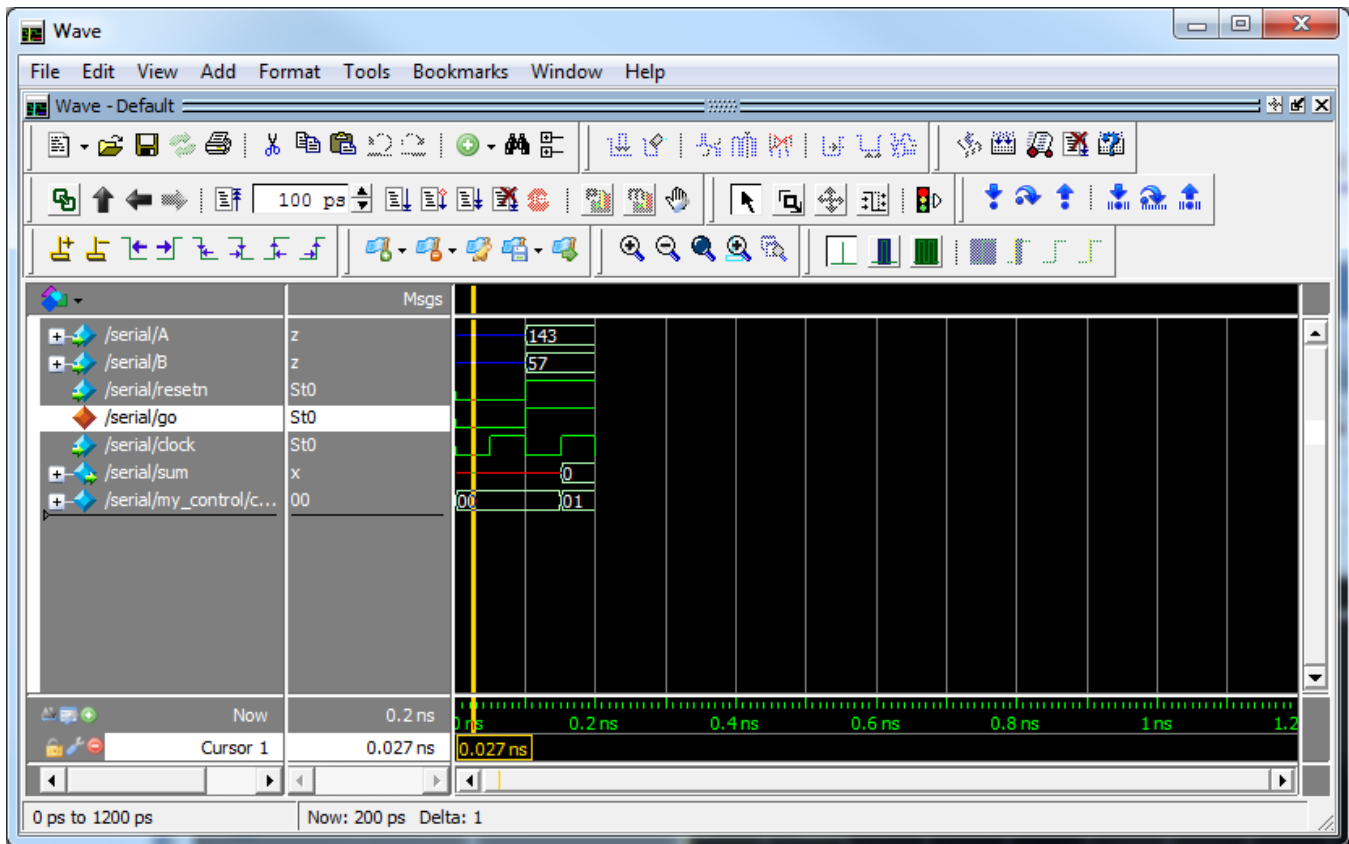 Wave
File Edit View Add Format Tools Bookmarks Window Help
Wave - Default
100 ps
Msgs
/serial/A z 143
/serial/B z 57
/serial/resetn St0
/serial/go St0
/serial/clock St0
/serial/sum x 0
/serial/my_control/c... 00 00 01
Now 0.2 ns 0.2 ns 0.4 ns 0.6 ns 0.8 ns 1 ns 1.2
Cursor 1 0.027 ns 0.027 ns
0 ps to 1200 ps Now: 200 ps Delta: 1